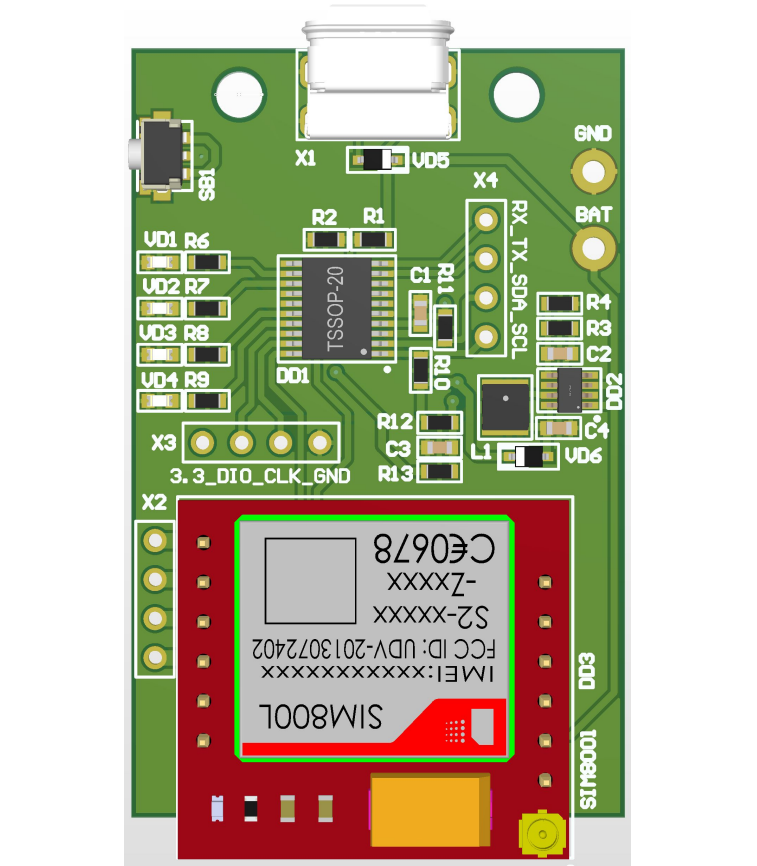 GND
X1
VD5
SB1
X4
BAT
R2 R1
RX_TX_SDA_SCL
VD1 R6
C1
R11
TSSOP-20
VD2 R7
R4
R3
VD3 R8
C2
DD1
R10
VD4 R9
DD2
R12
C4
X3
C3
L1
VD6
R13
3.3_DIO_CLK_GND
X2
C€0678
-Zxxxx
S2-xxxxx
FCC ID: UDV-2013072402
IMEI:xxxxxxxxxxxxxxx
SIM800L
DD3
SIM8001